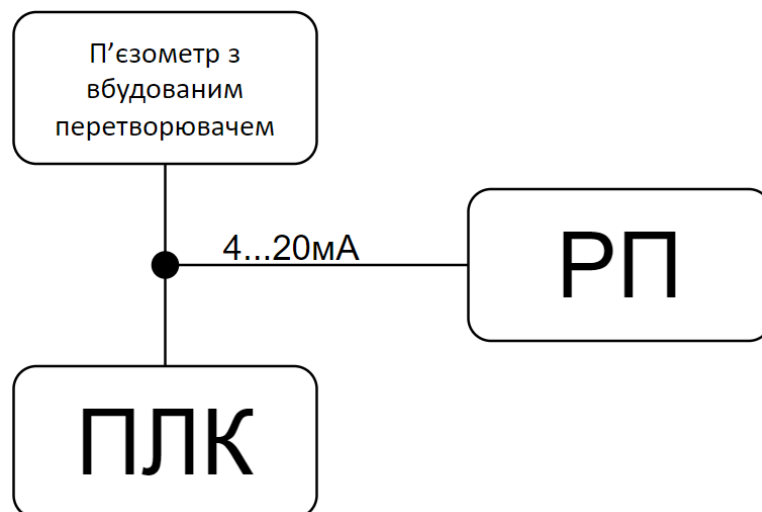 П’єзометр з
вбудованим
перетворювачем
4...20мА
РП
ПЛК